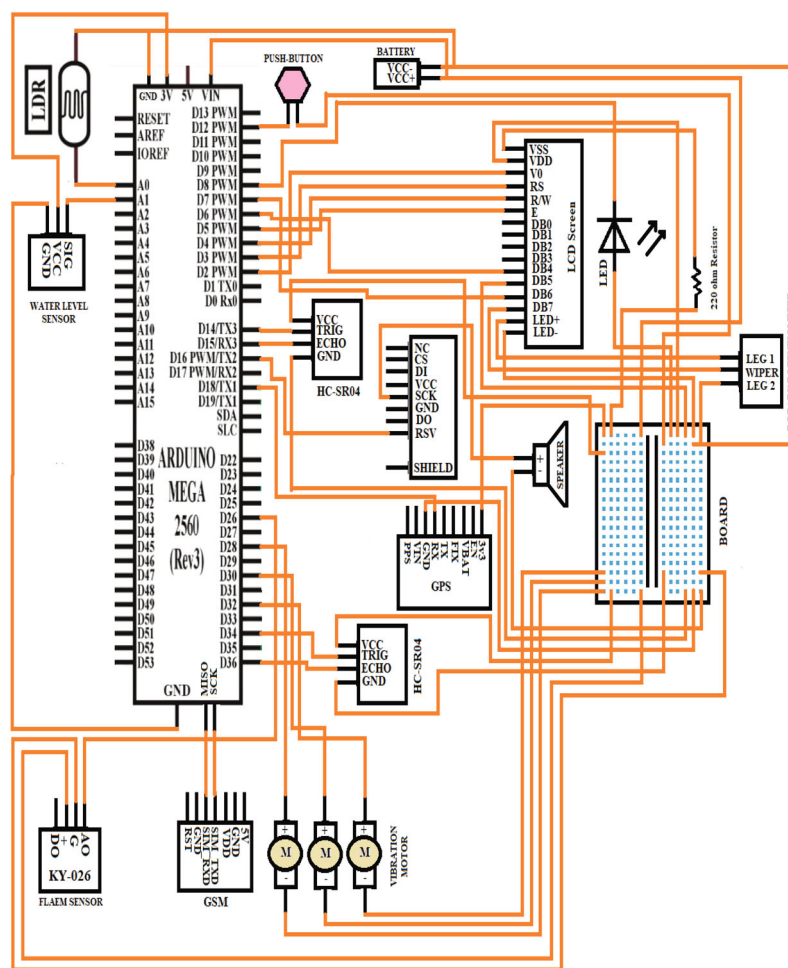 PUSH-BUTTON
BATTERY
VCC-
VCC+
LDR
GND
3V
5V
VIN
RESET
AREF
IOREF
A0
A1
A2
A3
A4
A5
A6
A7
A8
A9
A10
A11
A12
A13
A14
A15
D13 PWM
D12 PWM
D11 PWM
D10 PWM
D9 PWM
D8 PWM
D7 PWM
D6 PWM
D5 PWM
D4 PWM
D3 PWM
D2 PWM
D1 TX0
D0 Rx0
D14/TX3
D15/RX3
D16 PWM/TX2
D17 PWM/RX2
D18/TX1
D19/TX1
SDA
SLC
D38
D39
D40
D41
D42
D43
D44
D45
D46
D47
D48
D49
D50
D51
D52
D53
ARDUINO
MEGA
2560
(Rev3)
D22
D23
D24
D25
D26
D27
D28
D29
D30
D31
D32
D33
D34
D35
D36
GND
MISO
SCK
SIG
VCC
GND
WATER LEVEL
SENSOR
VCC
TRIG
ECHO
GND
HC-SR04
NC
CS
DI
VCC
SCK
GND
DO
RSV
SHIELD
VSS
VDD
V0
RS
R/W
E
DB0
DB1
DB2
DB3
DB4
DB5
DB6
DB7
LED+
LED-
LCD Screen
LED
220 ohm Resistor
LEG 1
WIPER
LEG 2
+
-
SPEAKER
BOARD
PPS
VIN
GND
RX
TX
FIX
VBAT
EN
3v3
GPS
VCC
TRIG
ECHO
GND
HC-SR04
DO
+
G
AO
KY-026
FLAEM SENSOR
RST
GND
SIM_RXD
SIM_TXD
VDD
GND
5V
GSM
+
M
-
+
M
-
+
M
-
VIBRATION
MOTOR